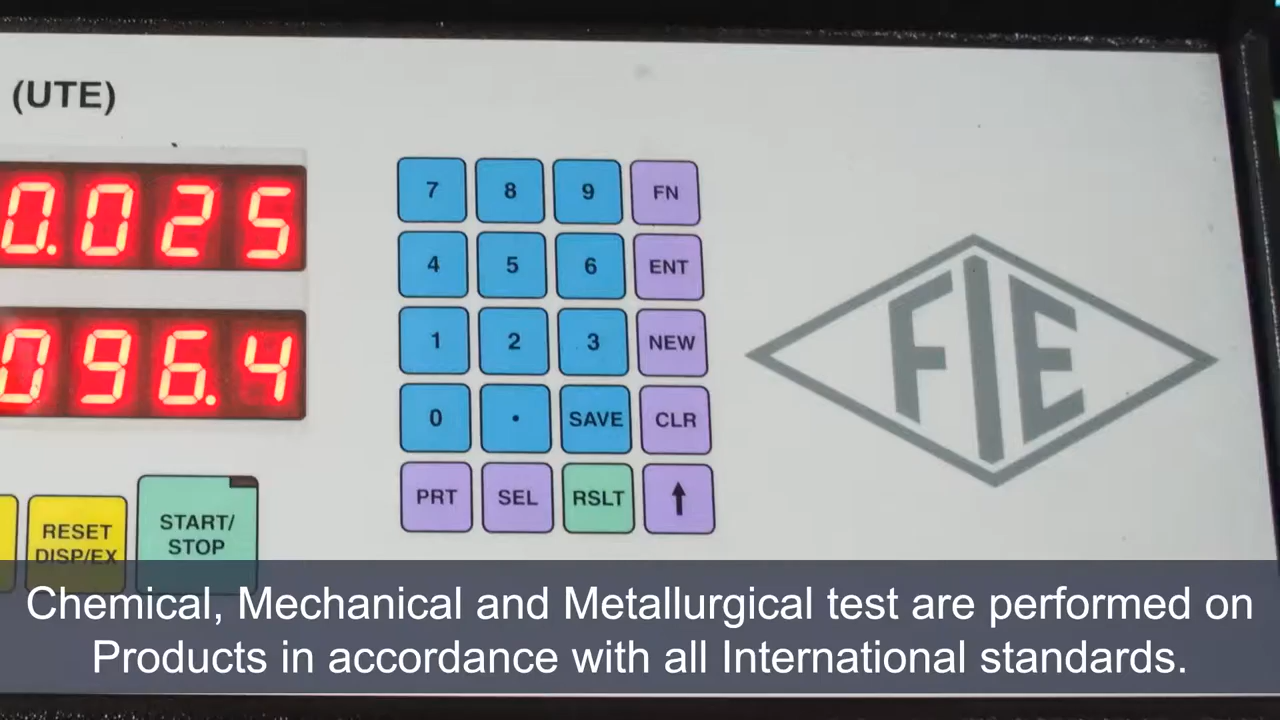 (UTE)
0.025
096.4
7 8 9 FN
4 5 6 ENT
1 2 3 NEW
0 . SAVE CLR
PRT SEL RSLT ↑
RESET
DISP/EX
START/
STOP
FIE
Chemical, Mechanical and Metallurgical test are performed on
Products in accordance with all International standards.